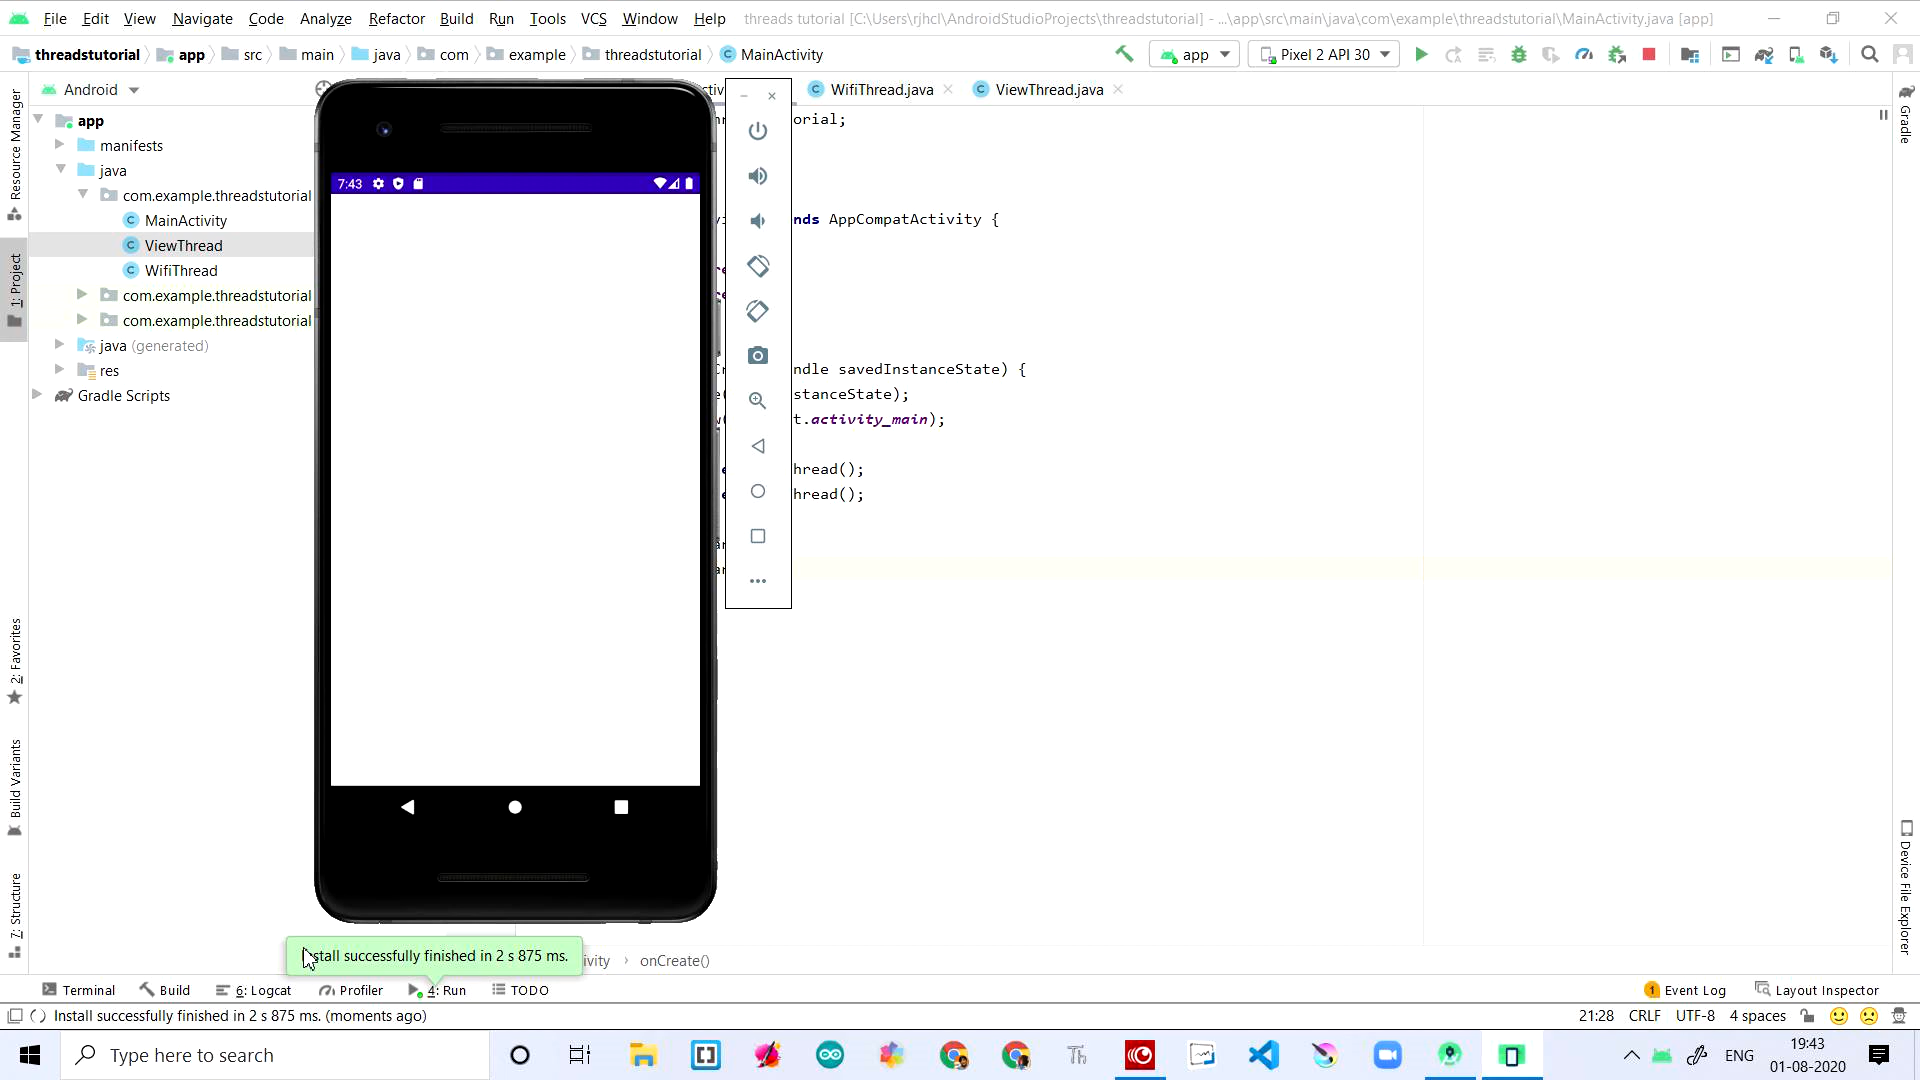 File Edit View Navigate Code Analyze Refactor Build Run Tools VCS Window Help threads tutorial [C:\Users\rjhcl\AndroidStudioProjects\threadstutorial] - ...\app\src\main\java\com\example\threadstutorial\MainActivity.java [app]
threadstutorial app src main java com example threadstutorial MainActivity app Pixel 2 API 30
Android WifiThread.java ViewThread.java
app
orial;
manifests
java
com.example.threadstutorial
MainActivity
nds AppCompatActivity {
ViewThread
WifiThread
com.example.threadstutorial
com.example.threadstutorial
java (generated)
res
Gradle Scripts
ndle savedInstanceState) {
stanceState);
t.activity_main);
hread();
hread();
7:43
Resource Manager
1: Project
2: Favorites
Build Variants
7: Structure
Gradle
Device File Explorer
stall successfully finished in 2 s 875 ms.
ivity › onCreate()
Terminal Build 6: Logcat Profiler 4: Run TODO 1 Event Log Layout Inspector
Install successfully finished in 2 s 875 ms. (moments ago) 21:28 CRLF UTF-8 4 spaces
Type here to search Th ENG 19:43
01-08-2020